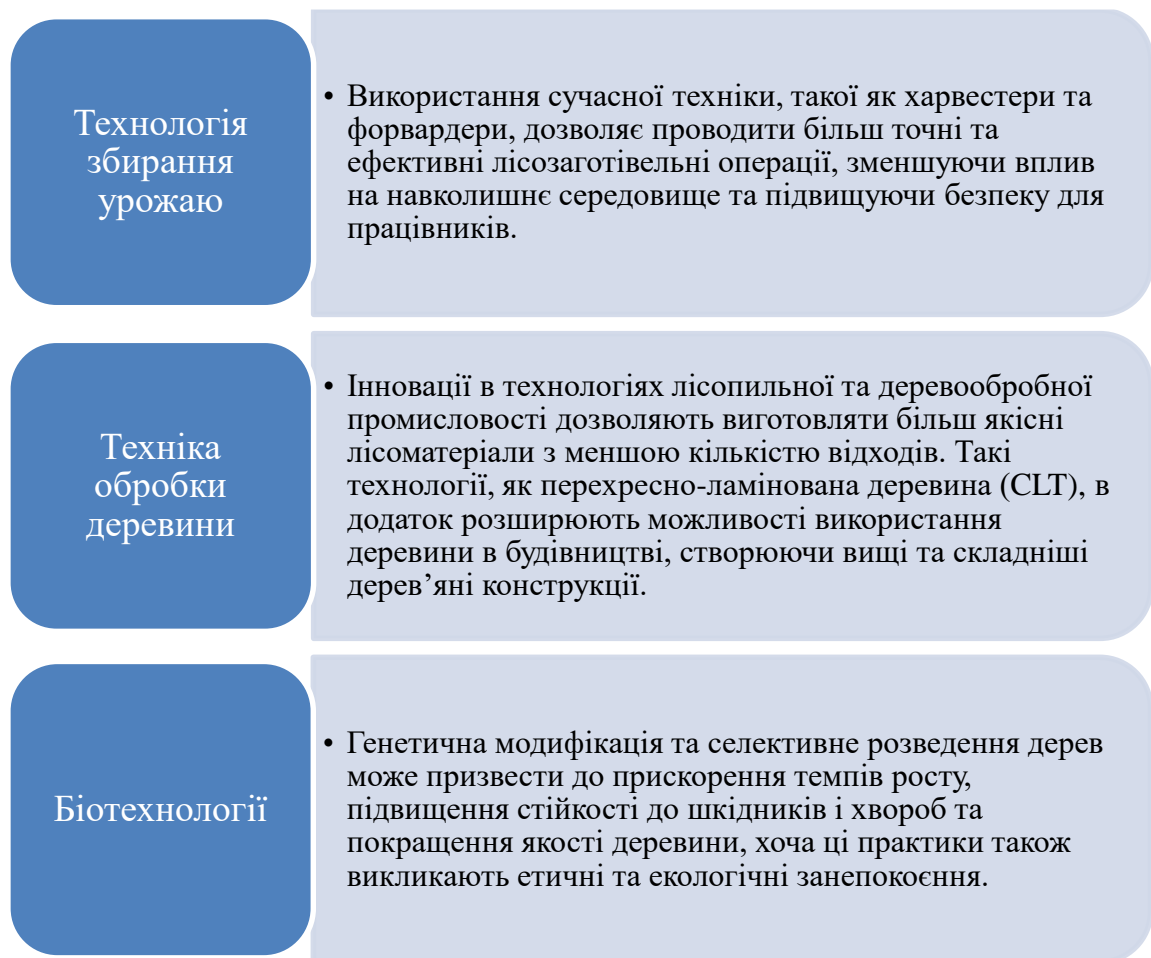 Технологія
збирання
урожаю
• Використання сучасної техніки, такої як харвестери та
форвардери, дозволяє проводити більш точні та
ефективні лісозаготівельні операції, зменшуючи вплив
на навколишнє середовище та підвищуючи безпеку для
працівників.
Техніка
обробки
деревини
• Інновації в технологіях лісопильної та деревообробної
промисловості дозволяють виготовляти більш якісні
лісоматеріали з меншою кількістю відходів. Такі
технології, як перехресно-ламінована деревина (CLT), в
додаток розширюють можливості використання
деревини в будівництві, створюючи вищі та складніші
дерев’яні конструкції.
Біотехнології
• Генетична модифікація та селективне розведення дерев
може призвести до прискорення темпів росту,
підвищення стійкості до шкідників і хвороб та
покращення якості деревини, хоча ці практики також
викликають етичні та екологічні занепокоєння.